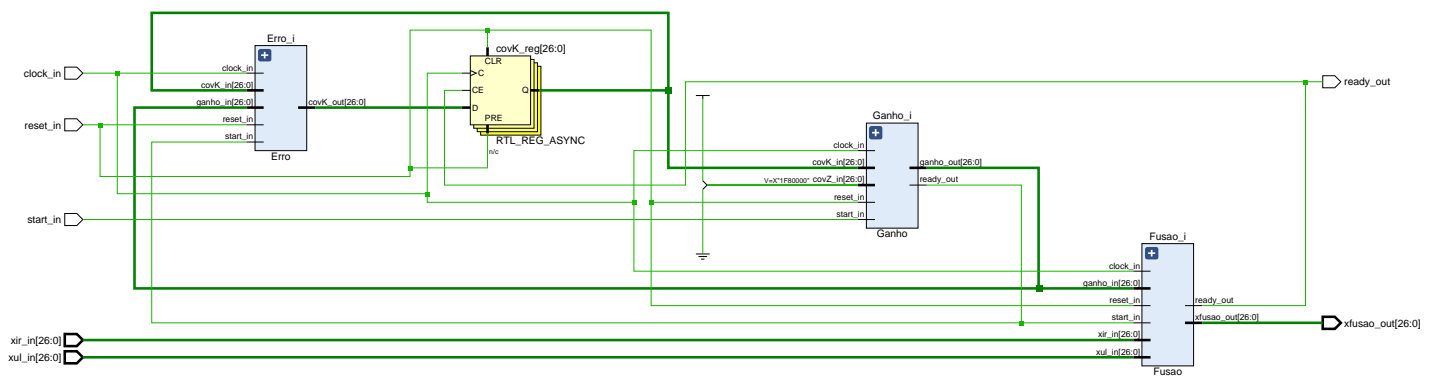 clock_in
reset_in
start_in
xir_in[26:0]
xul_in[26:0]
Erro_i
clock_in
covK_in[26:0]
ganho_in[26:0]
reset_in
start_in
covK_out[26:0]
Erro
covK_reg[26:0]
CLR
C
CE
D
Q
PRE
RTL_REG_ASYNC
n/c
Ganho_i
clock_in
covK_in[26:0]
V=X"1F80000" covZ_in[26:0]
reset_in
start_in
ganho_out[26:0]
ready_out
Ganho
Fusao_i
clock_in
ganho_in[26:0]
reset_in
start_in
xir_in[26:0]
xul_in[26:0]
ready_out
xfusao_out[26:0]
Fusao
ready_out
xfusao_out[26:0]